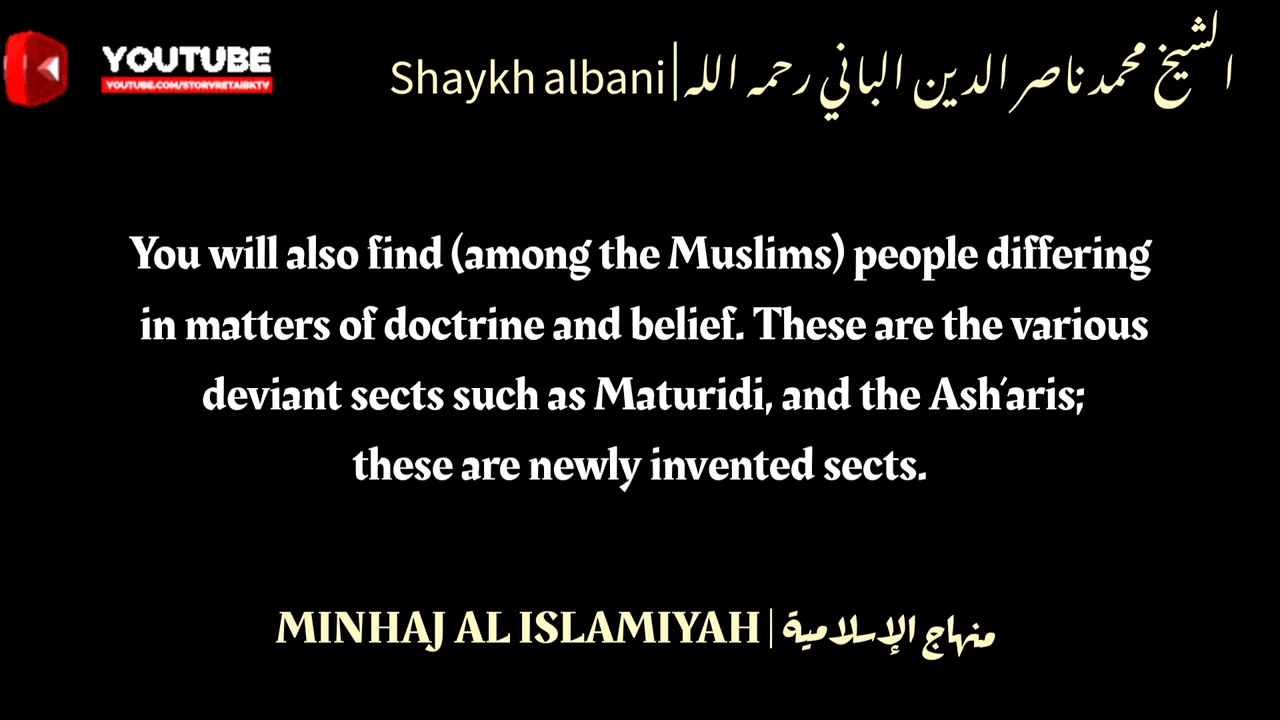 YOUTUBE
YOUTUBE.COM/STORVRETAIBKTV
Shaykh albani | الشيخ محمد ناصر الدين الباني رحمه الله
You will also find (among the Muslims) people differing
in matters of doctrine and belief. These are the various
deviant sects such as Maturidi, and the Ash'aris;
these are newly invented sects.
MINHAJ AL ISLAMIYAH | منهاج الإسلامية